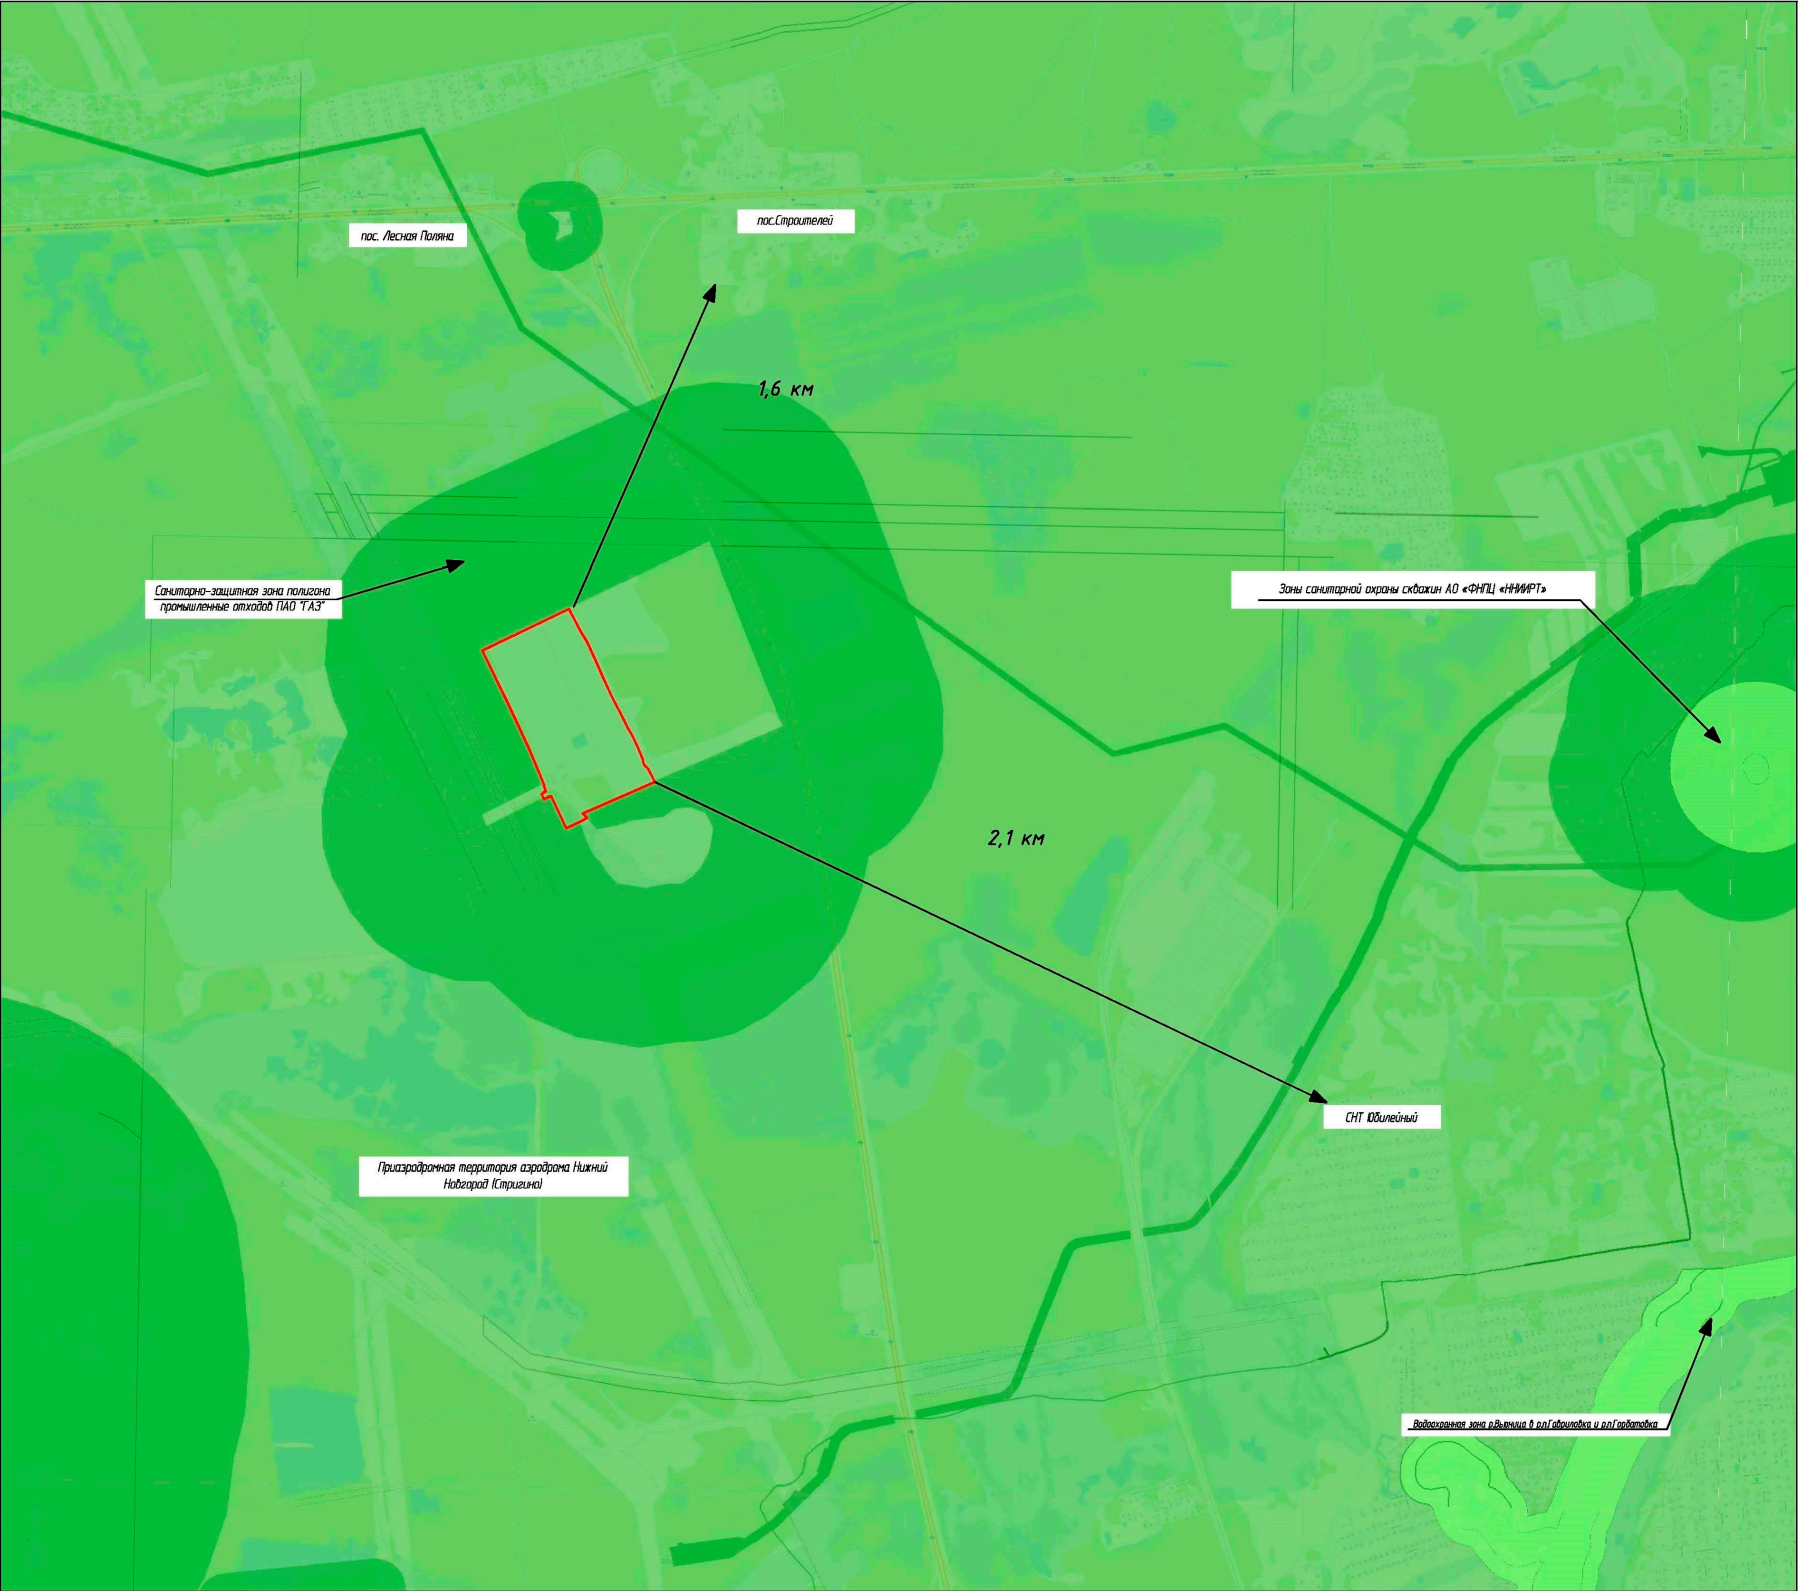 пос. Лесная Поляна
пос.Строителей
1,6 км
Санитарно-защитная зона полигона
промышленные отходов ПАО "ГАЗ"
Зоны санитарной охраны скважин АО «ФНПЦ «ННИИРТ»
2,1 км
СНТ Юбилейный
Приаэродромная территория аэродрома Нижний
Новгород (Стригино)
Водоохранная зона р.Вьюница в р.п.Гавриловка и р.п.Горбатовка